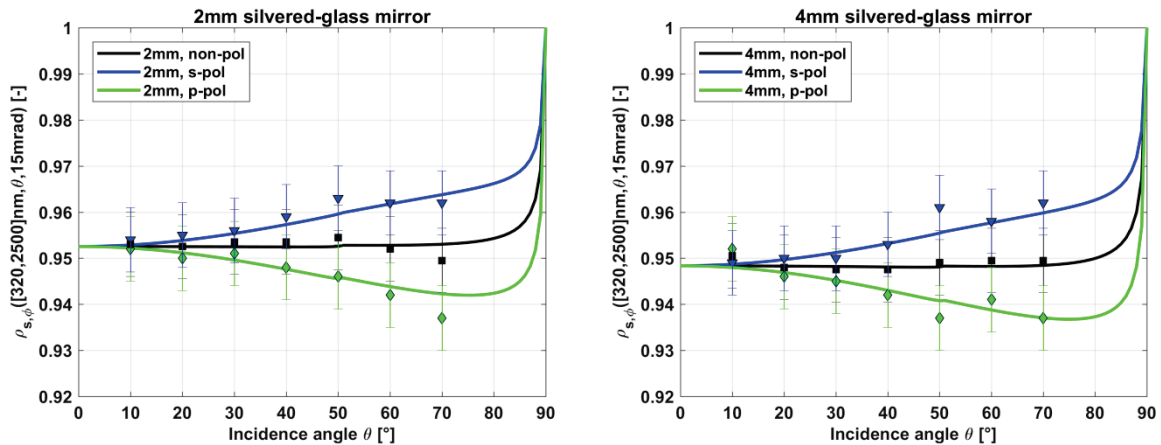 2mm silvered-glass mirror
2mm, non-pol
2mm, s-pol
2mm, p-pol
1
0.99
0.98
0.97
0.96
0.95
0.94
0.93
0.92
0 10 20 30 40 50 60 70 80 90
ρs,ϕ([320,2500]nm,θ,15mrad) [-]
Incidence angle θ [°]
4mm silvered-glass mirror
4mm, non-pol
4mm, s-pol
4mm, p-pol
1
0.99
0.98
0.97
0.96
0.95
0.94
0.93
0.92
0 10 20 30 40 50 60 70 80 90
ρs,ϕ([320,2500]nm,θ,15mrad) [-]
Incidence angle θ [°]